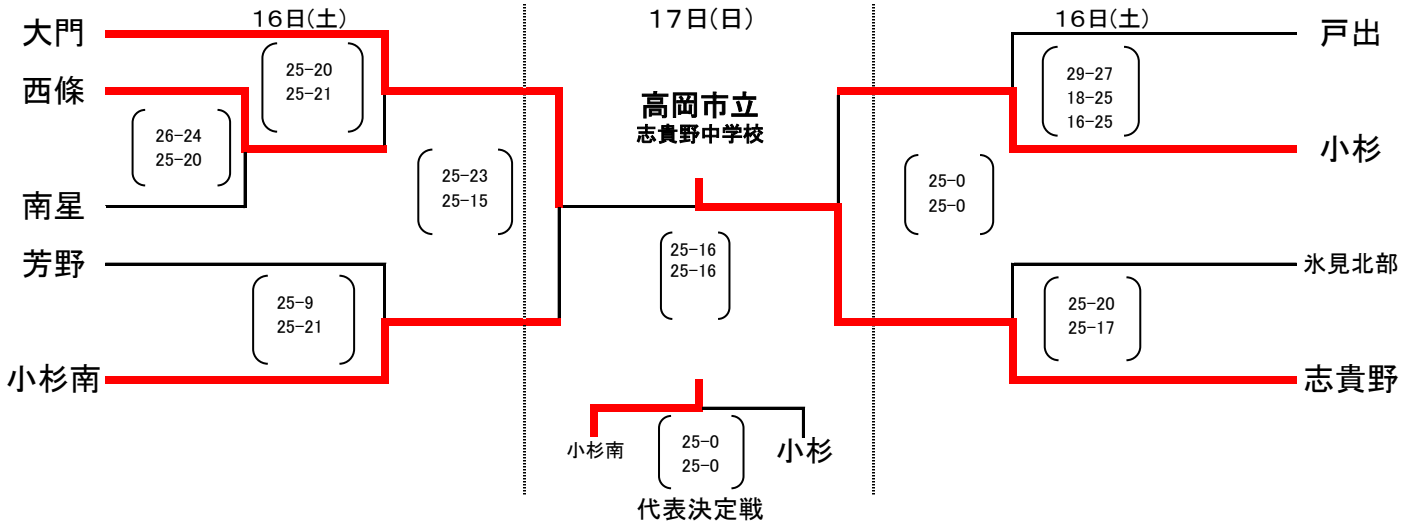 16日(土)
17日(日)
16日(土)
大門
西條
南星
芳野
小杉南
25-20
25-21
26-24
25-20
25-23
25-15
25-9
25-21
高岡市立
志貴野中学校
25-16
25-16
小杉南
小杉
25-0
25-0
代表決定戦
戸出
小杉
氷見北部
志貴野
29-27
18-25
16-25
25-0
25-0
25-20
25-17